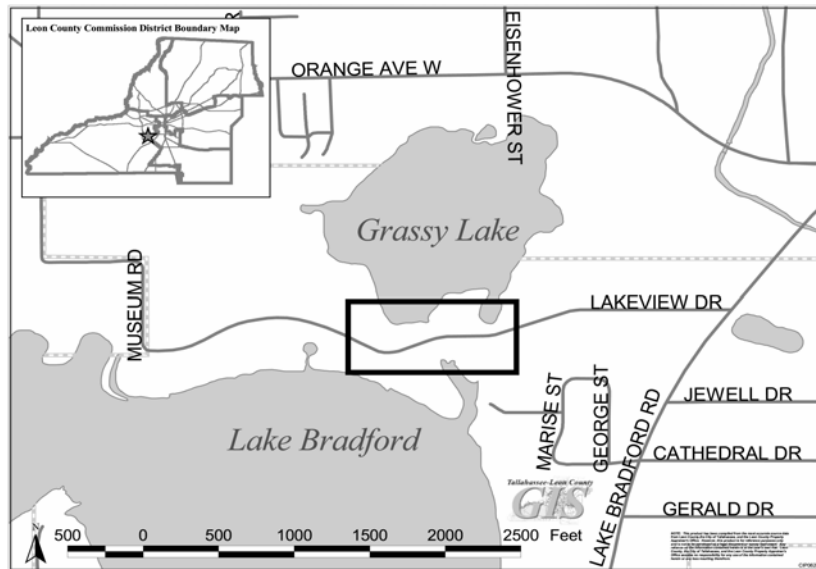 Leon County Commission District Boundary Map
R
ORANGE AVE W
EISENHOWER ST
Grassy Lake
MUSEUM RD
LAKEVIEW DR
MARISE ST
GEORGE ST
JEWELL DR
Lake Bradford
LAKE BRADFORD RD
CATHEDRAL DR
Tallahassee-Leon County
GIS
GERALD DR
N
500 0 500 1000 1500 2000 2500 Feet